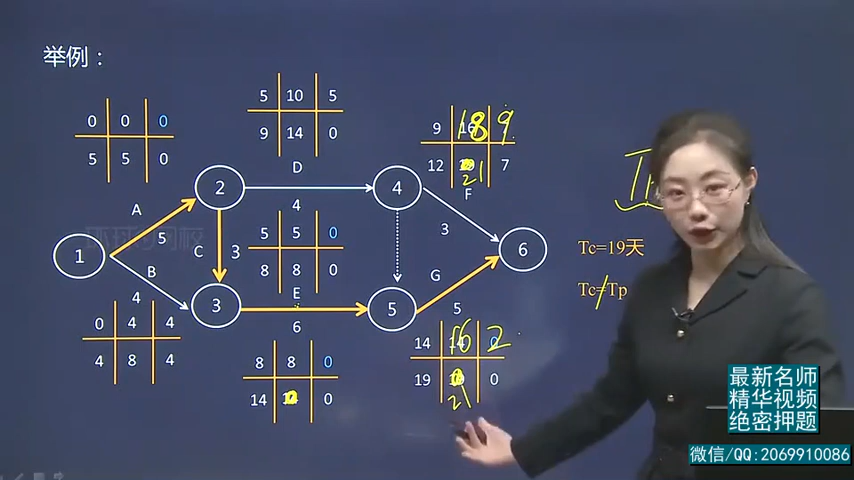 举例：
5 10 5
9 14 0
0 0 0
5 5 0
9 18 9
12 21 7
D
4
F
3
A
5
2
4
C
3
5 5 0
8 8 0
1
6
Tc=19天
B
4
G
5
Tc≠Tp
E
6
3
5
0 4 4
4 8 4
14 16 2
19 21 0
8 8 0
14 0
最新名师
精华视频
绝密押题
微信/QQ:2069910086